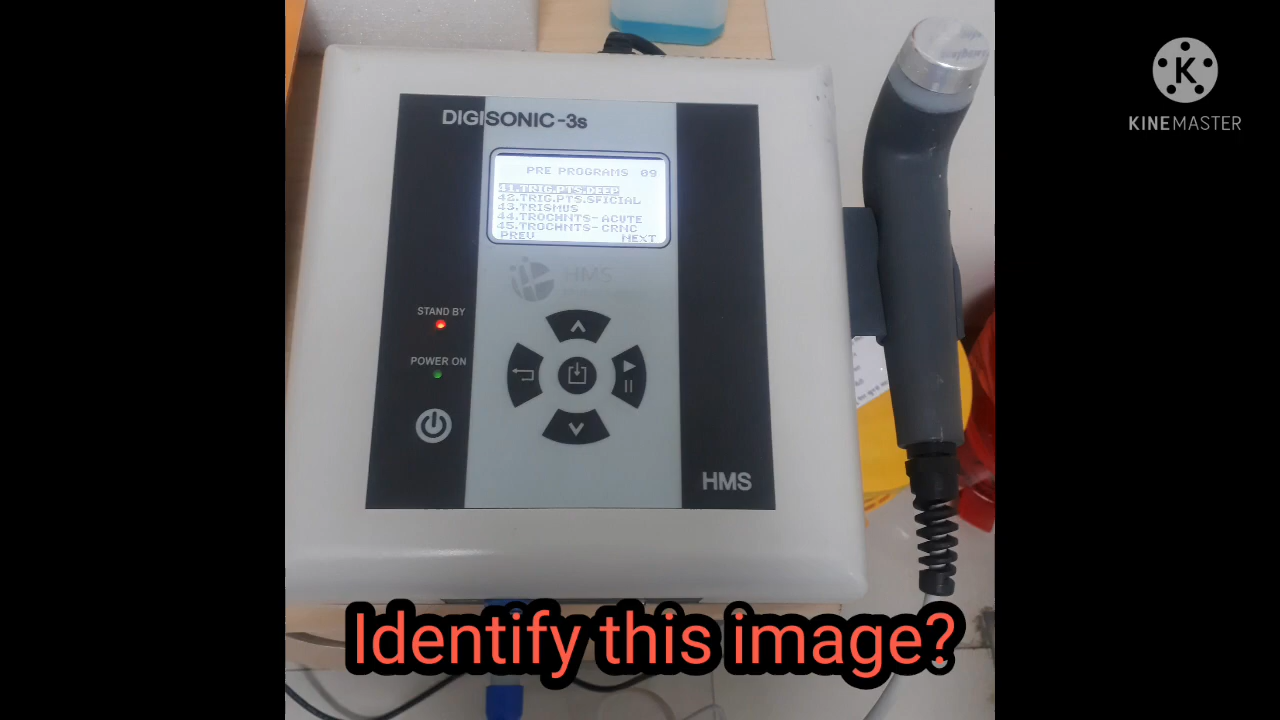 DIGISONIC-3s
PRE PROGRAMS 09
41.TRIG.PTS.DEEP
42.TRIG.PTS.SFICIAL
43.TRISMUS
44.TROCHNTS-ACUTE
45.TROCHNTS-CRNC
PREV NEXT
HMS
STAND BY
POWER ON
HMS
K
KINEMASTER
Identify this image?